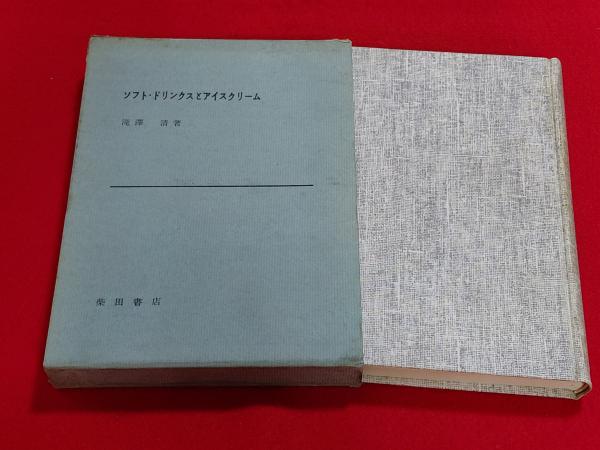 ソフト・ドリンクスとアイスクリーム
滝澤 清著
柴田書店